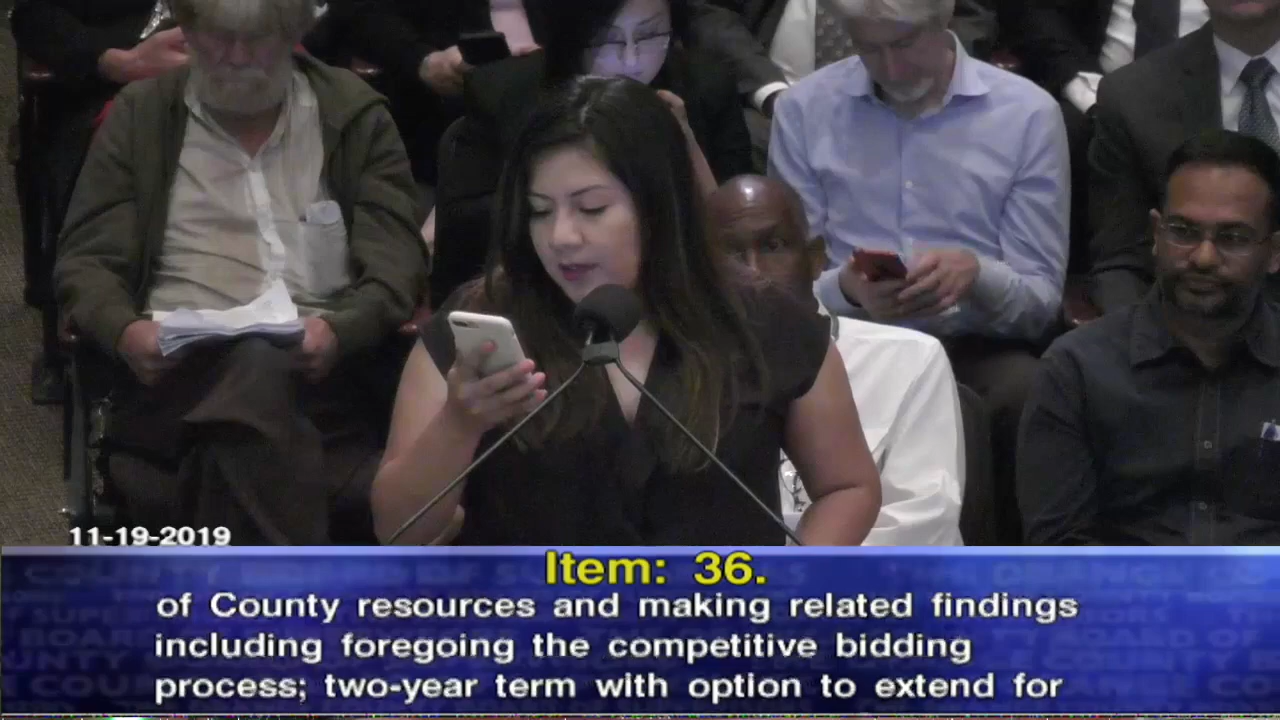 11-19-2019
Item: 36.
of County resources and making related findings
including foregoing the competitive bidding
process; two-year term with option to extend for